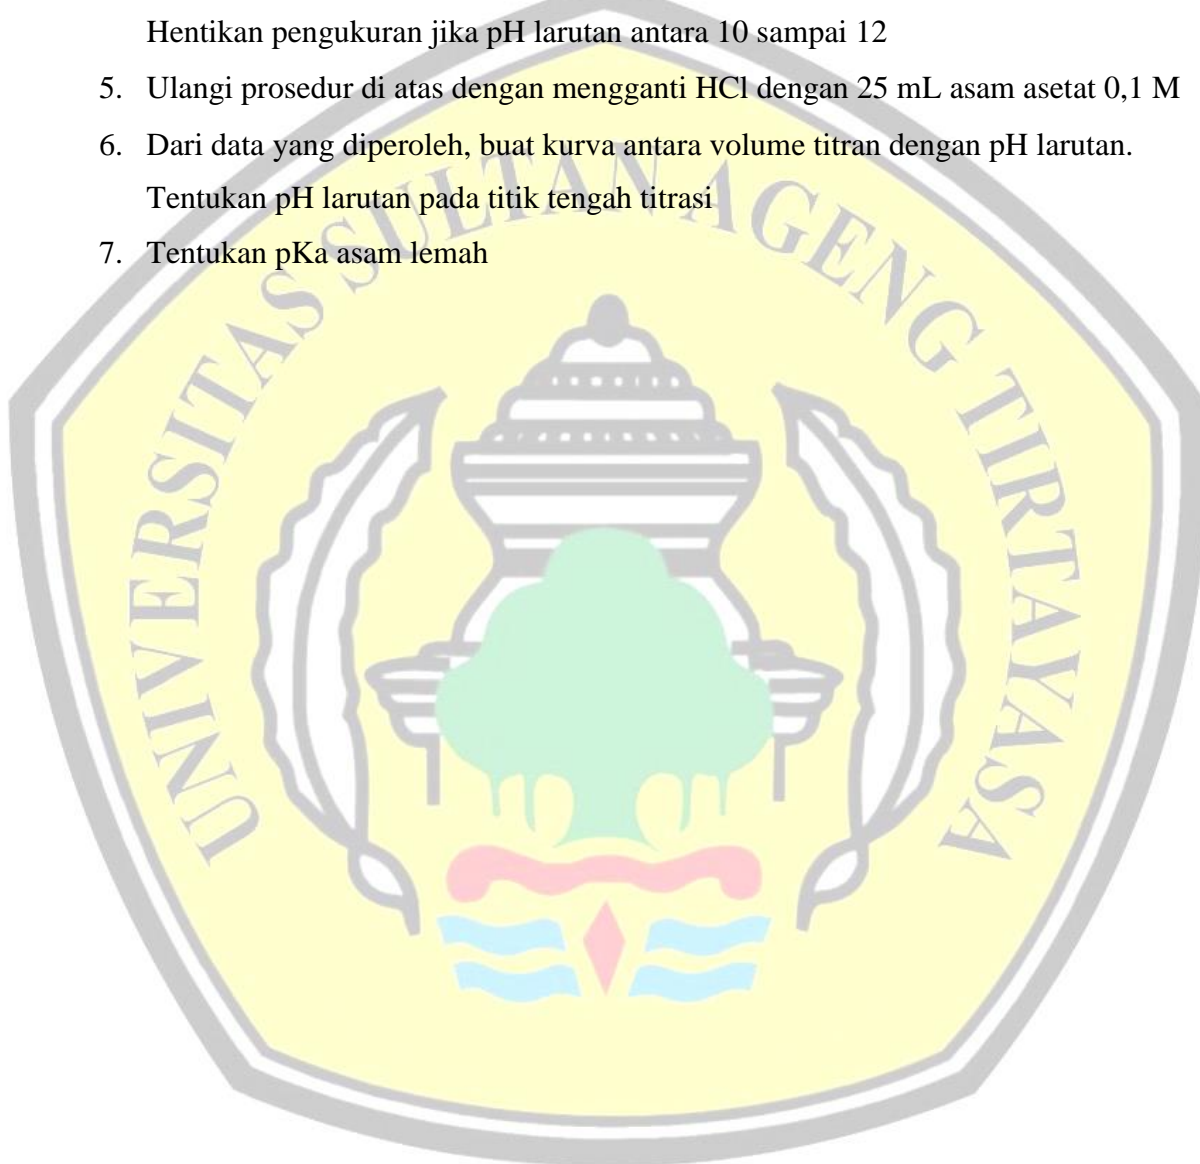 Hentikan pengukuran jika pH larutan antara 10 sampai 12
5. Ulangi prosedur di atas dengan mengganti HCl dengan 25 mL asam asetat 0,1 M
6. Dari data yang diperoleh, buat kurva antara volume titran dengan pH larutan.
Tentukan pH larutan pada titik tengah titrasi
7. Tentukan pKa asam lemah
UNIVERSITAS SULTAN AGENG TIRTAYASA